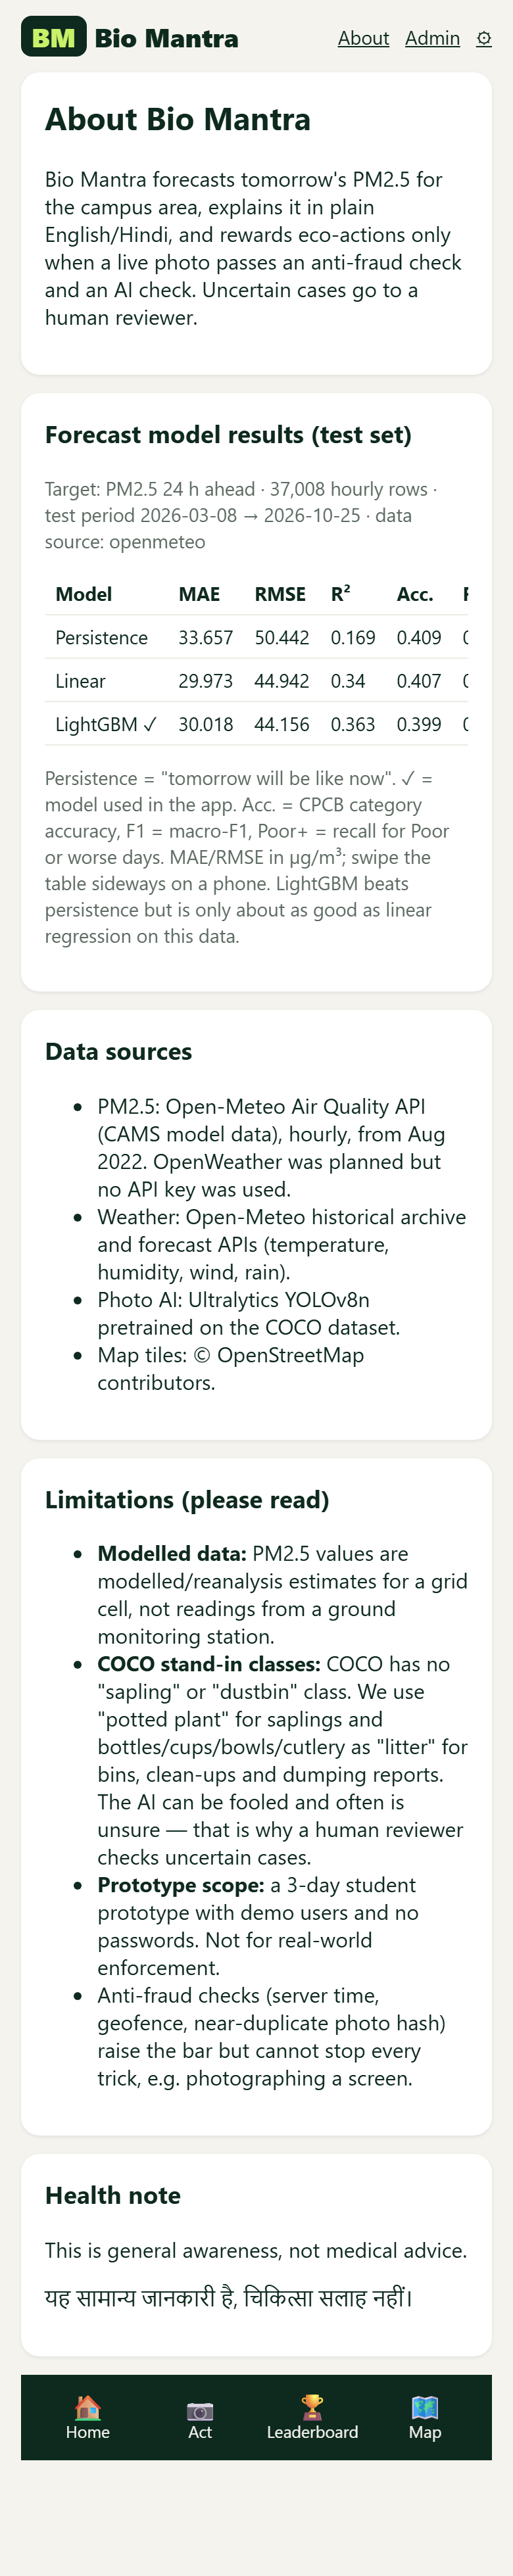 BM Bio Mantra About Admin ⚙
About Bio Mantra
Bio Mantra forecasts tomorrow's PM2.5 for
the campus area, explains it in plain
English/Hindi, and rewards eco-actions only
when a live photo passes an anti-fraud check
and an AI check. Uncertain cases go to a
human reviewer.
Forecast model results (test set)
Target: PM2.5 24 h ahead · 37,008 hourly rows ·
test period 2026-03-08 → 2026-10-25 · data
source: openmeteo
Model MAE RMSE R² Acc.
Persistence 33.657 50.442 0.169 0.409
Linear 29.973 44.942 0.34 0.407
LightGBM ✓ 30.018 44.156 0.363 0.399
Persistence = "tomorrow will be like now". ✓ =
model used in the app. Acc. = CPCB category
accuracy, F1 = macro-F1, Poor+ = recall for Poor
or worse days. MAE/RMSE in µg/m³; swipe the
table sideways on a phone. LightGBM beats
persistence but is only about as good as linear
regression on this data.
Data sources
• PM2.5: Open-Meteo Air Quality API
(CAMS model data), hourly, from Aug
2022. OpenWeather was planned but
no API key was used.
• Weather: Open-Meteo historical archive
and forecast APIs (temperature,
humidity, wind, rain).
• Photo AI: Ultralytics YOLOv8n
pretrained on the COCO dataset.
• Map tiles: © OpenStreetMap
contributors.
Limitations (please read)
• Modelled data: PM2.5 values are
modelled/reanalysis estimates for a grid
cell, not readings from a ground
monitoring station.
• COCO stand-in classes: COCO has no
"sapling" or "dustbin" class. We use
"potted plant" for saplings and
bottles/cups/bowls/cutlery as "litter" for
bins, clean-ups and dumping reports.
The AI can be fooled and often is
unsure — that is why a human reviewer
checks uncertain cases.
• Prototype scope: a 3-day student
prototype with demo users and no
passwords. Not for real-world
enforcement.
• Anti-fraud checks (server time,
geofence, near-duplicate photo hash)
raise the bar but cannot stop every
trick, e.g. photographing a screen.
Health note
This is general awareness, not medical advice.
यह सामान्य जानकारी है, चिकित्सा सलाह नहीं।
Home Act Leaderboard Map